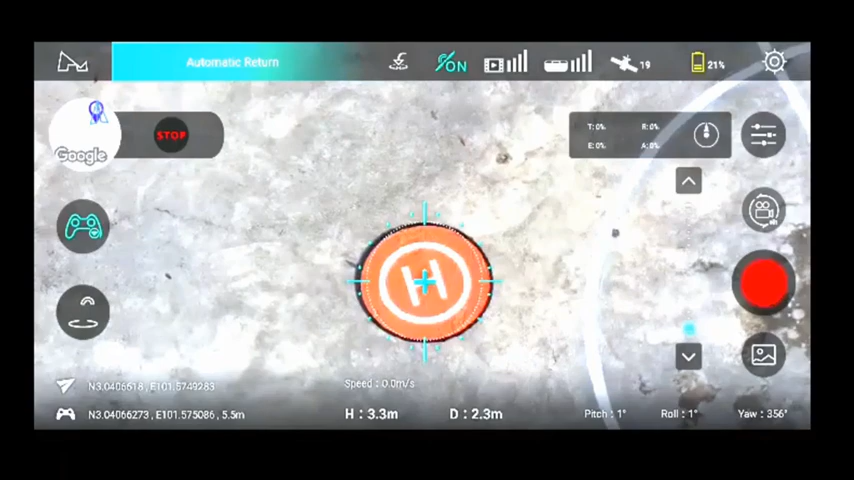 Automatic Return
ON
19
21%
Google
STOP
T: 0% R: 0%
E: 0% A: 0%
H
Speed : 0.0m/s
N3.0406518 , E101.5749283
N3.04066273 , E101.575086 , 5.5m
H : 3.3m
D : 2.3m
Pitch : 1°
Roll : 1°
Yaw : 356°